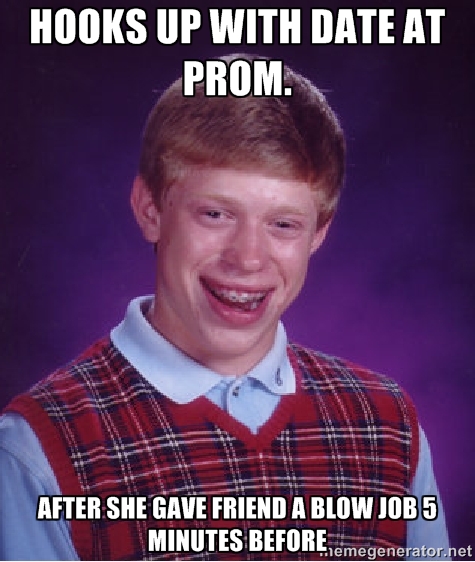 HOOKS UP WITH DATE AT
PROM.
AFTER SHE GAVE FRIEND A BLOW JOB 5
MINUTES BEFORE
memegenerator.net